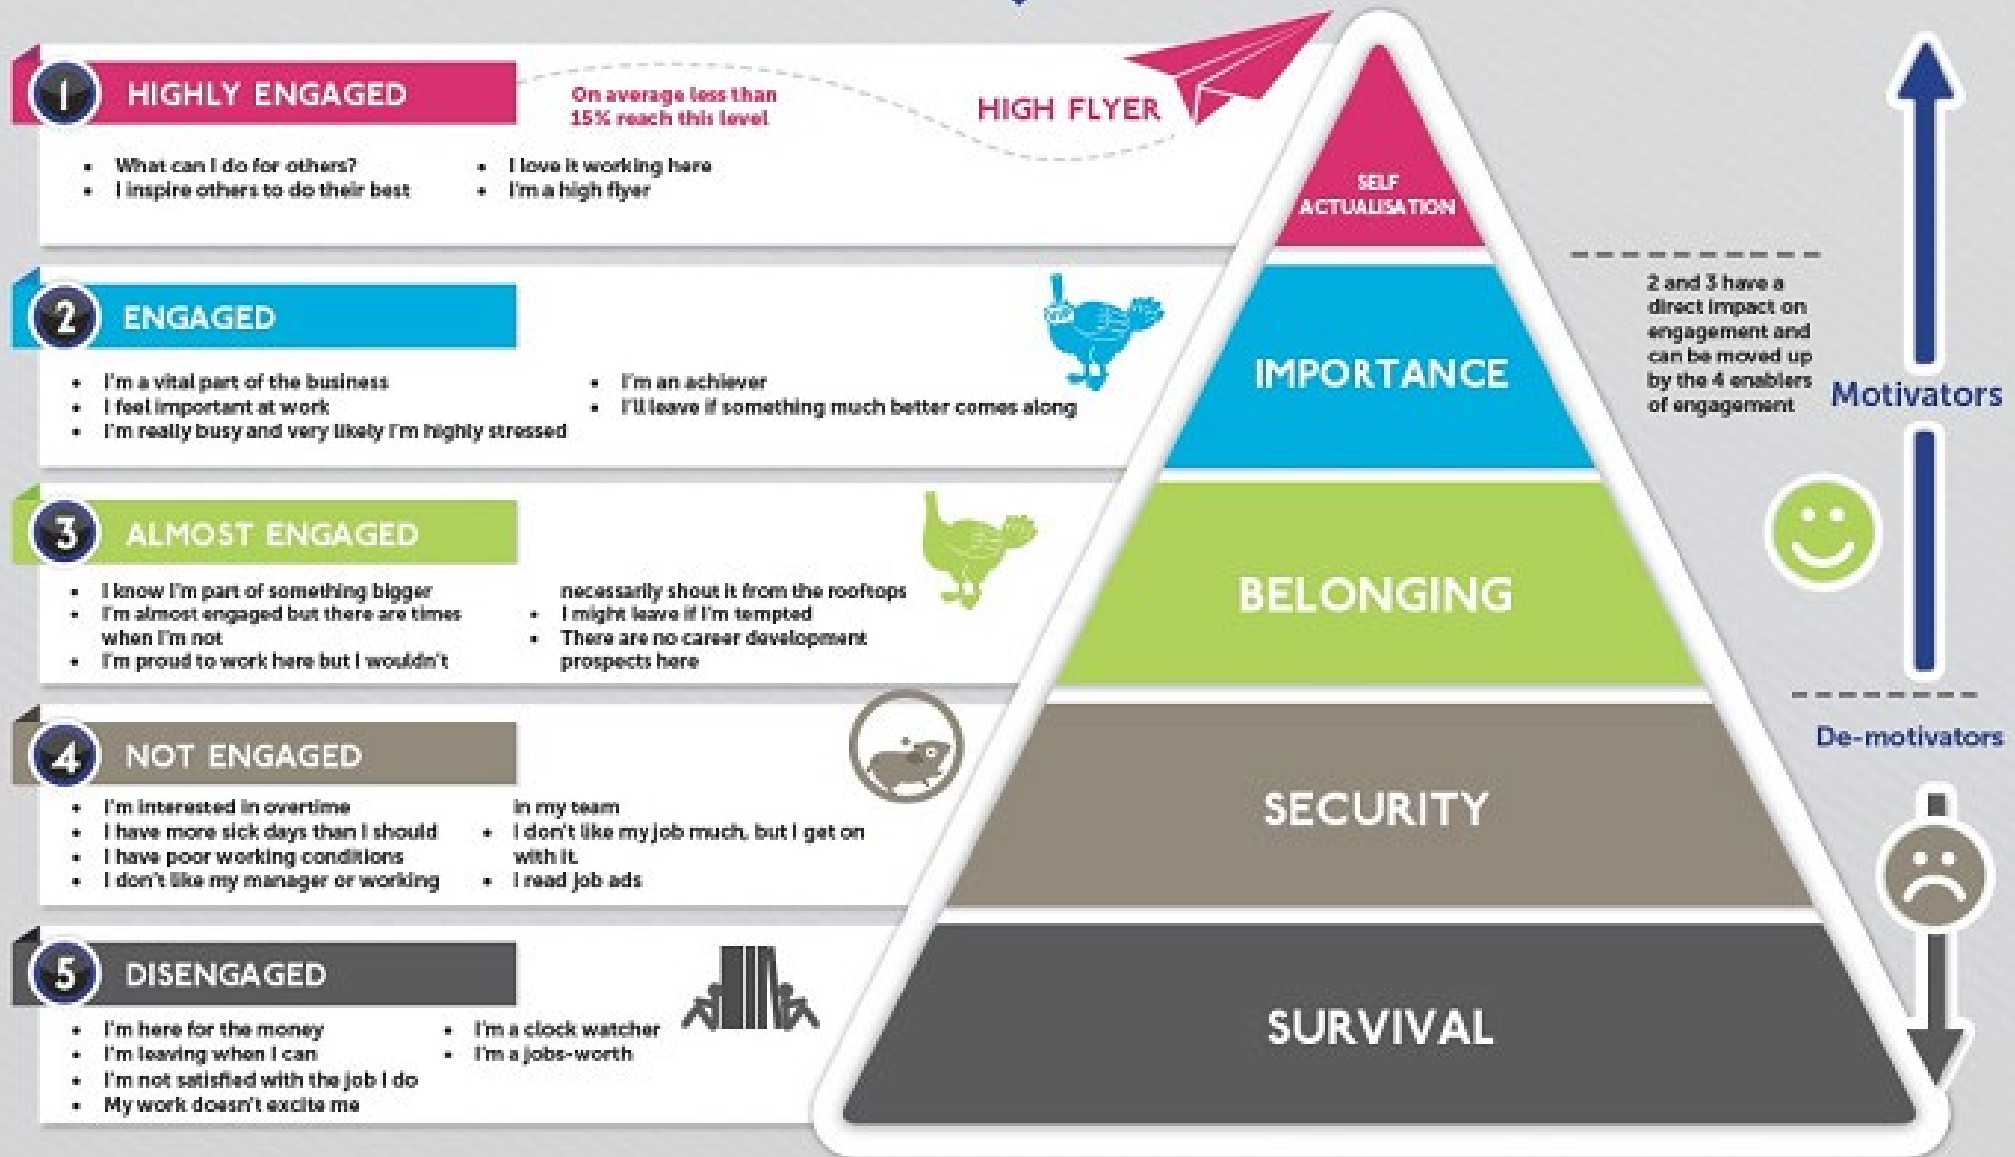 1
HIGHLY ENGAGED
On average less than
15% reach this level
HIGH FLYER
• What can I do for others?
• I inspire others to do their best
• I love it working here
• I'm a high flyer
SELF
ACTUALISATION
2
ENGAGED
• I'm a vital part of the business
• I feel important at work
• I'm really busy and very likely I'm highly stressed
• I'm an achiever
• I'll leave if something much better comes along
IMPORTANCE
2 and 3 have a
direct impact on
engagement and
can be moved up
by the 4 enablers
of engagement
Motivators
3
ALMOST ENGAGED
• I know I'm part of something bigger
• I'm almost engaged but there are times
when I'm not
• I'm proud to work here but I wouldn't
necessarily shout it from the rooftops
• I might leave if I'm tempted
• There are no career development
prospects here
BELONGING
De-motivators
4
NOT ENGAGED
• I'm interested in overtime
• I have more sick days than I should
• I have poor working conditions
• I don't like my manager or working
in my team
• I don't like my job much, but I get on
with it.
• I read job ads
SECURITY
5
DISENGAGED
• I'm here for the money
• I'm leaving when I can
• I'm not satisfied with the job I do
• My work doesn't excite me
• I'm a clock watcher
• I'm a jobs-worth
SURVIVAL